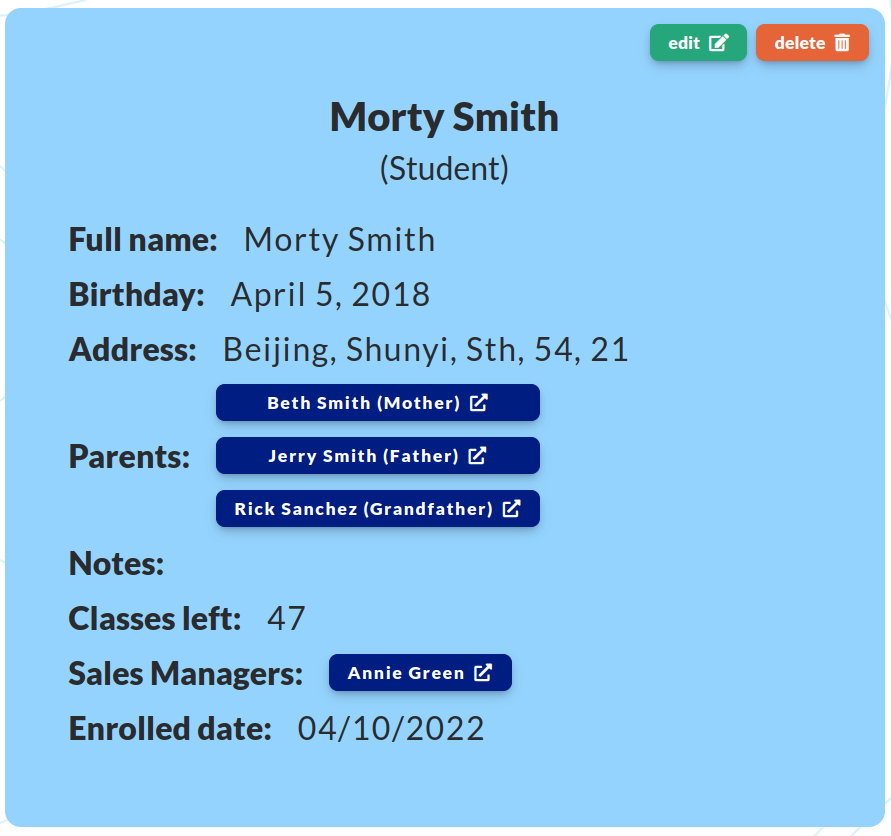 edit delete
Morty Smith
(Student)
Full name: Morty Smith
Birthday: April 5, 2018
Address: Beijing, Shunyi, Sth, 54, 21
Beth Smith (Mother)
Parents: Jerry Smith (Father)
Rick Sanchez (Grandfather)
Notes:
Classes left: 47
Sales Managers: Annie Green
Enrolled date: 04/10/2022